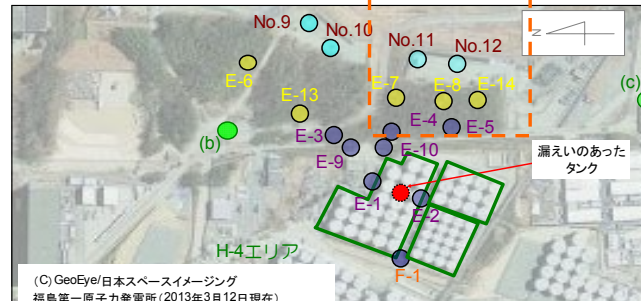 No.9
No.10
No.11
No.12
N
E-6
E-7
E-8
E-14
(c)
E-13
E-4
E-5
(b)
E-3
E-9
E-10
漏えいのあった
タンク
E-1
E-2
H-4エリア
F-1
(C) GeoEye/日本スペースイメージング
福島第一原子力発電所(2013年3月12日現在)